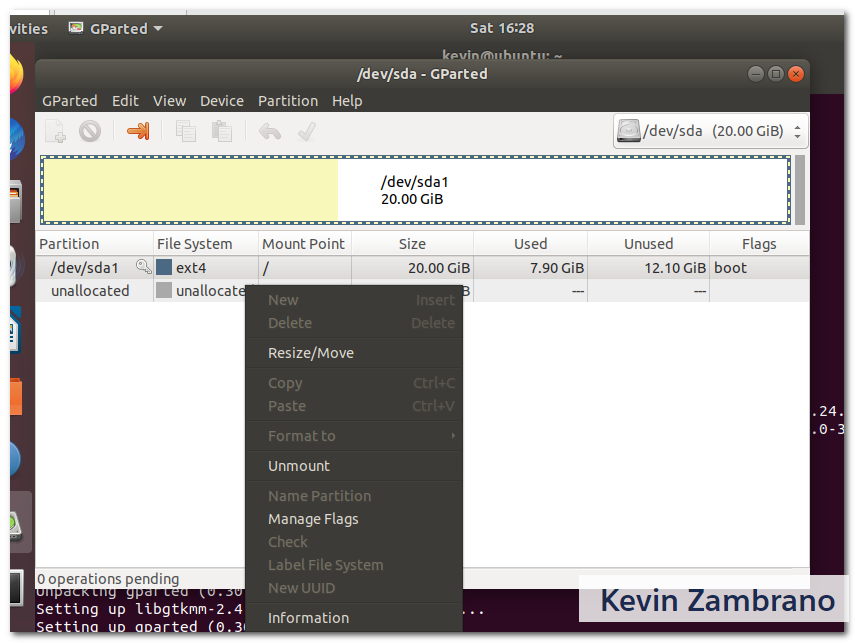 vities GParted Sat 16:28
kevin@ubuntu: ~
/dev/sda - GParted
GParted Edit View Device Partition Help
/dev/sda (20.00 GiB)
/dev/sda1
20.00 GiB
Partition File System Mount Point Size Used Unused Flags
/dev/sda1 ext4 / 20.00 GiB 7.90 GiB 12.10 GiB boot
unallocated unallocate B --- ---
New Insert
Delete Delete
Resize/Move
Copy Ctrl+C
Paste Ctrl+V
.24.
Format to
.0-3
Unmount
Name Partition
Manage Flags
Check
Label File System
0 operations pending
New UUID
Unpacking gparted (0.30
Setting up libgtkmm-2.4 ...
Kevin Zambrano
Information
Setting up gparted (0.30